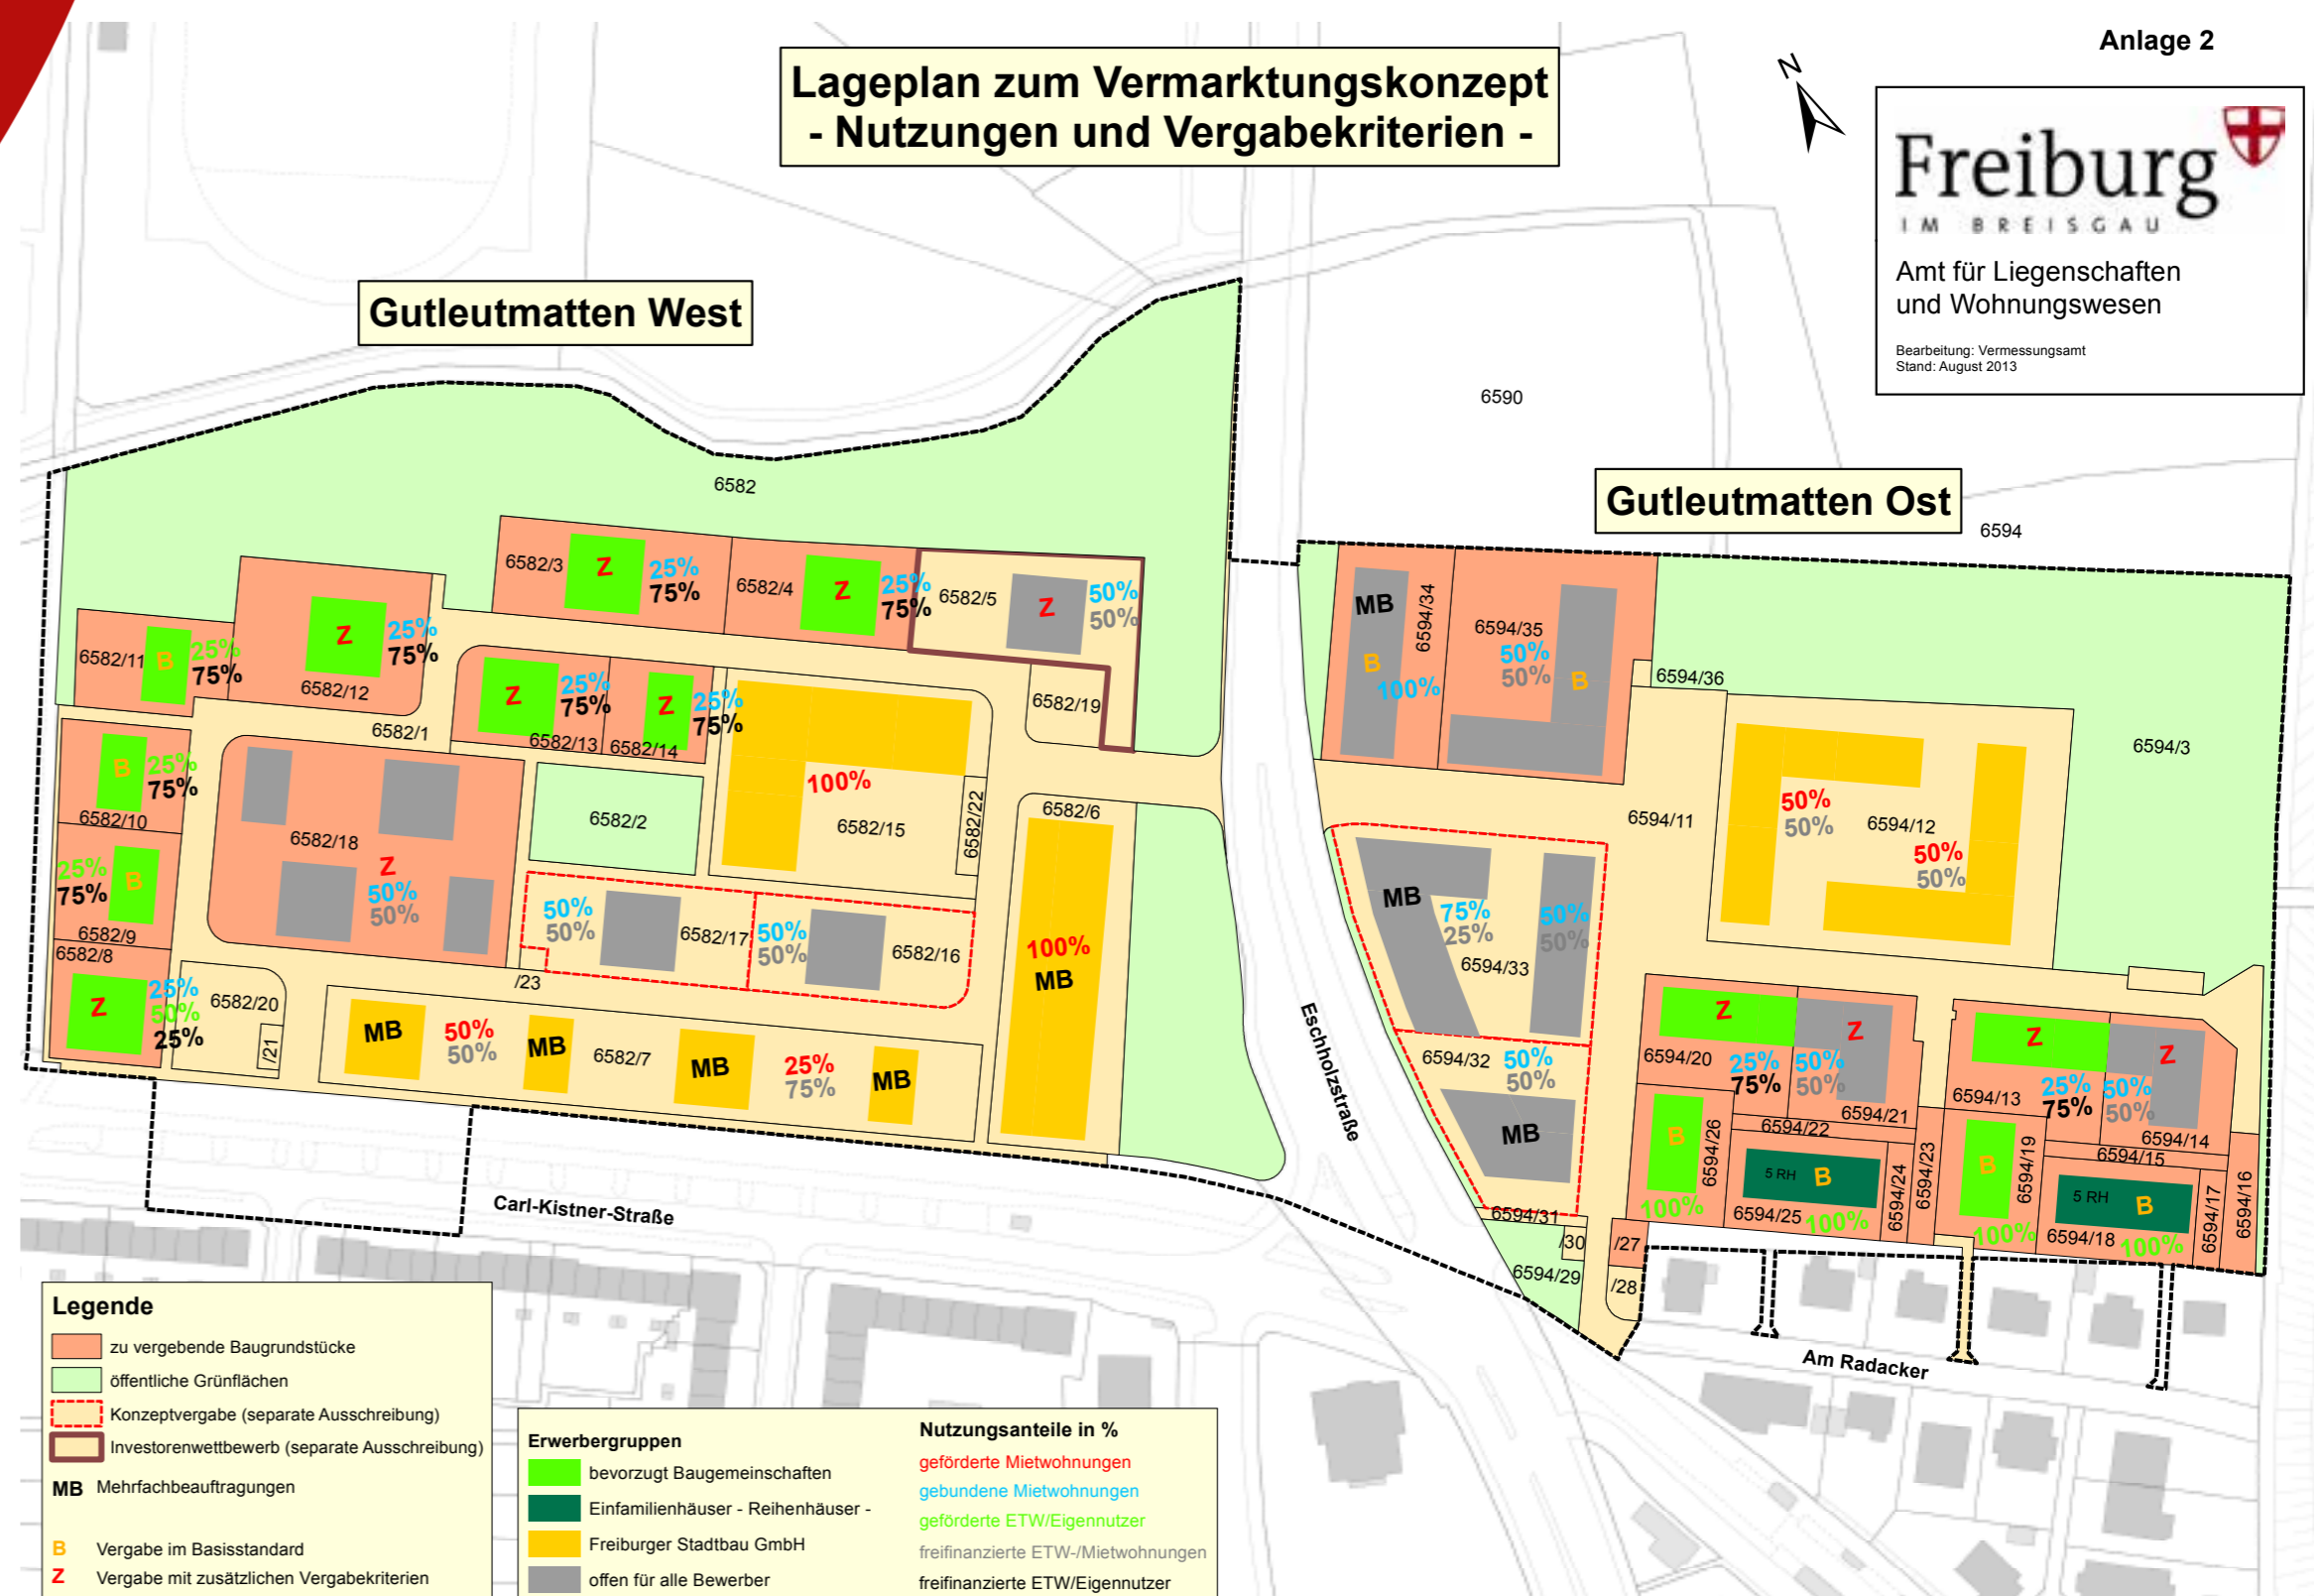 Anlage 2
Lageplan zum Vermarktungskonzept
- Nutzungen und Vergabekriterien -
N
Freiburg
IM BREISGAU
Amt für Liegenschaften
und Wohnungswesen
Bearbeitung: Vermessungsamt
Stand: August 2013
Gutleutmatten West
6582
6582/3
Z
25%
75%
6582/4
Z
25%
75%
6582/5
Z
50%
50%
6582/11
B
25%
75%
Z
25%
75%
6582/12
6582/1
Z
25%
75%
6582/13
Z
25%
75%
6582/14
6582/19
B
25%
75%
6582/10
6582/18
Z
50%
50%
6582/2
100%
6582/15
6582/22
6582/6
100%
MB
25%
75%
B
6582/9
6582/8
Z
25%
50%
25%
6582/20
/21
/23
50%
50%
6582/17
50%
50%
6582/16
MB
50%
50%
MB
6582/7
MB
25%
75%
MB
Gutleutmatten Ost
6590
6594
MB
B
100%
6594/34
6594/35
50%
50%
B
6594/36
6594/3
6594/11
50%
50%
6594/12
50%
50%
MB
75%
25%
6594/33
50%
50%
6594/32
50%
50%
MB
Z
6594/20
25%
75%
Z
50%
50%
6594/21
Z
6594/13
25%
75%
Z
50%
50%
6594/14
6594/22
6594/15
B
6594/26
100%
5 RH
B
6594/25
100%
6594/24
6594/23
B
6594/19
100%
5 RH
B
6594/18
100%
6594/17
6594/16
6594/31
/30
6594/29
/27
/28
Eschholzstraße
Carl-Kistner-Straße
Am Radacker
Legende
zu vergebende Baugrundstücke
öffentliche Grünflächen
Konzeptvergabe (separate Ausschreibung)
Investorenwettbewerb (separate Ausschreibung)
MB Mehrfachbeauftragungen
B Vergabe im Basisstandard
Z Vergabe mit zusätzlichen Vergabekriterien
Erwerbergruppen
bevorzugt Baugemeinschaften
Einfamilienhäuser - Reihenhäuser -
Freiburger Stadtbau GmbH
offen für alle Bewerber
Nutzungsanteile in %
geförderte Mietwohnungen
gebundene Mietwohnungen
geförderte ETW/Eigennutzer
freifinanzierte ETW-/Mietwohnungen
freifinanzierte ETW/Eigennutzer